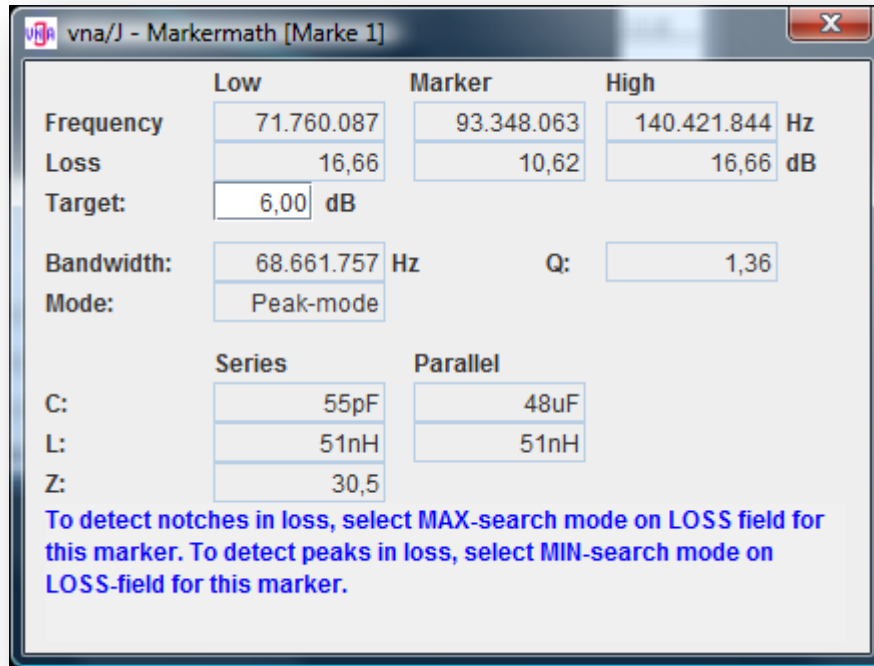 vna/J - Markermath [Marke 1]
Low Marker High
Frequency 71.760.087 93.348.063 140.421.844 Hz
Loss 16,66 10,62 16,66 dB
Target: 6,00 dB
Bandwidth: 68.661.757 Hz Q: 1,36
Mode: Peak-mode
Series Parallel
C: 55pF 48uF
L: 51nH 51nH
Z: 30,5
To detect notches in loss, select MAX-search mode on LOSS field for
this marker. To detect peaks in loss, select MIN-search mode on
LOSS-field for this marker.